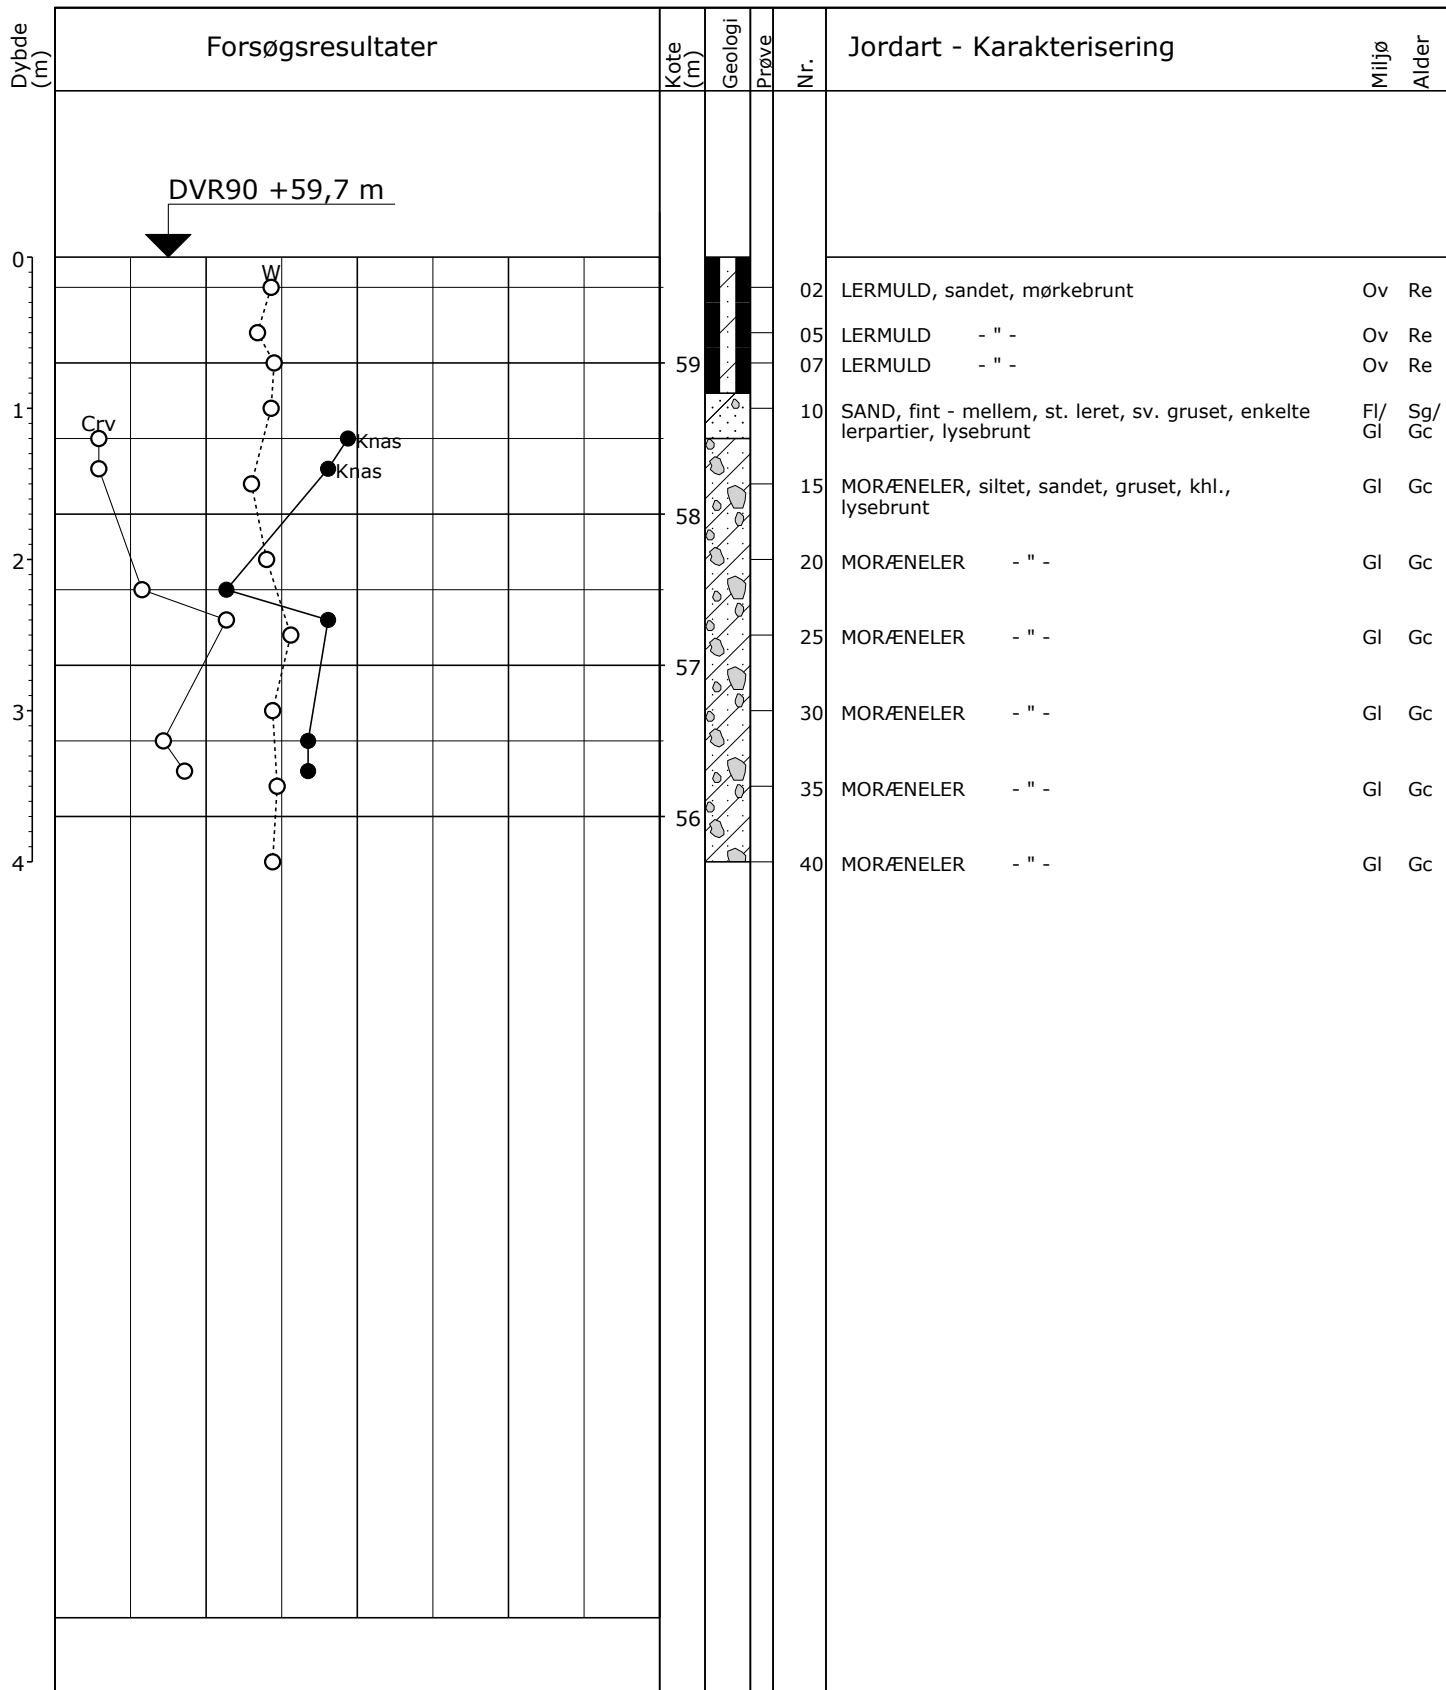 Dybde (m)
Forsøgsresultater
Kote (m)
Geologi
Prøve
Nr.
Jordart - Karakterisering
Miljø
Alder
DVR90 +59,7 m
0
W
02 LERMULD, sandet, mørkebrunt Ov Re
05 LERMULD - " - Ov Re
59
07 LERMULD - " - Ov Re
1
10 SAND, fint - mellem, st. leret, sv. gruset, enkelte Fl/ Sg/
lerpartier, lysebrunt Gl Gc
Crv
Knas
Knas
15 MORÆNELER, siltet, sandet, gruset, khl., Gl Gc
lysebrunt
58
2
20 MORÆNELER - " - Gl Gc
25 MORÆNELER - " - Gl Gc
57
3
30 MORÆNELER - " - Gl Gc
35 MORÆNELER - " - Gl Gc
56
4
40 MORÆNELER - " - Gl Gc